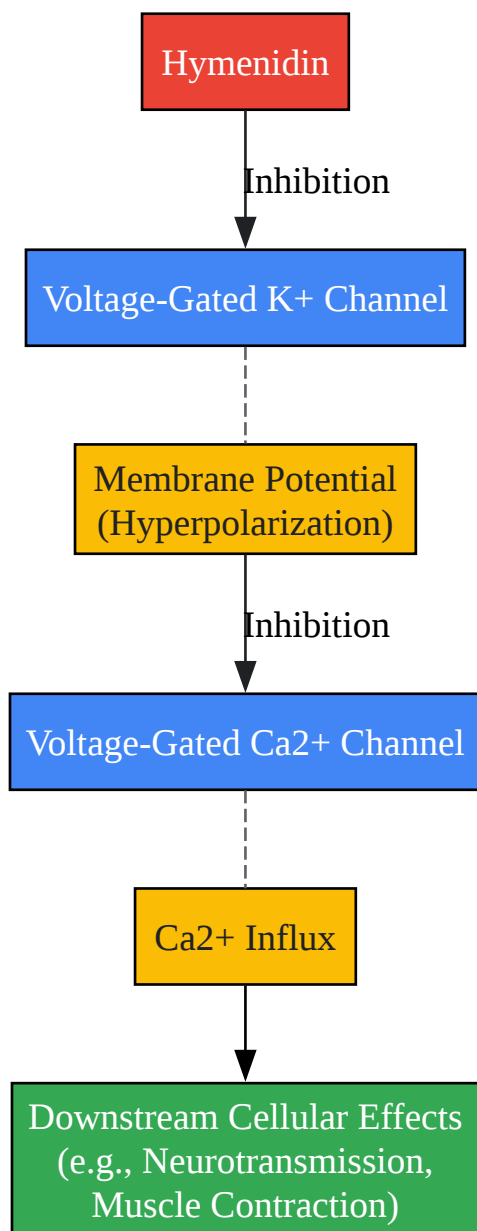 Hymenidin
Inhibition
Voltage-Gated K+ Channel
Membrane Potential
(Hyperpolarization)
Inhibition
Voltage-Gated Ca2+ Channel
Ca2+ Influx
Downstream Cellular Effects
(e.g., Neurotransmission,
Muscle Contraction)